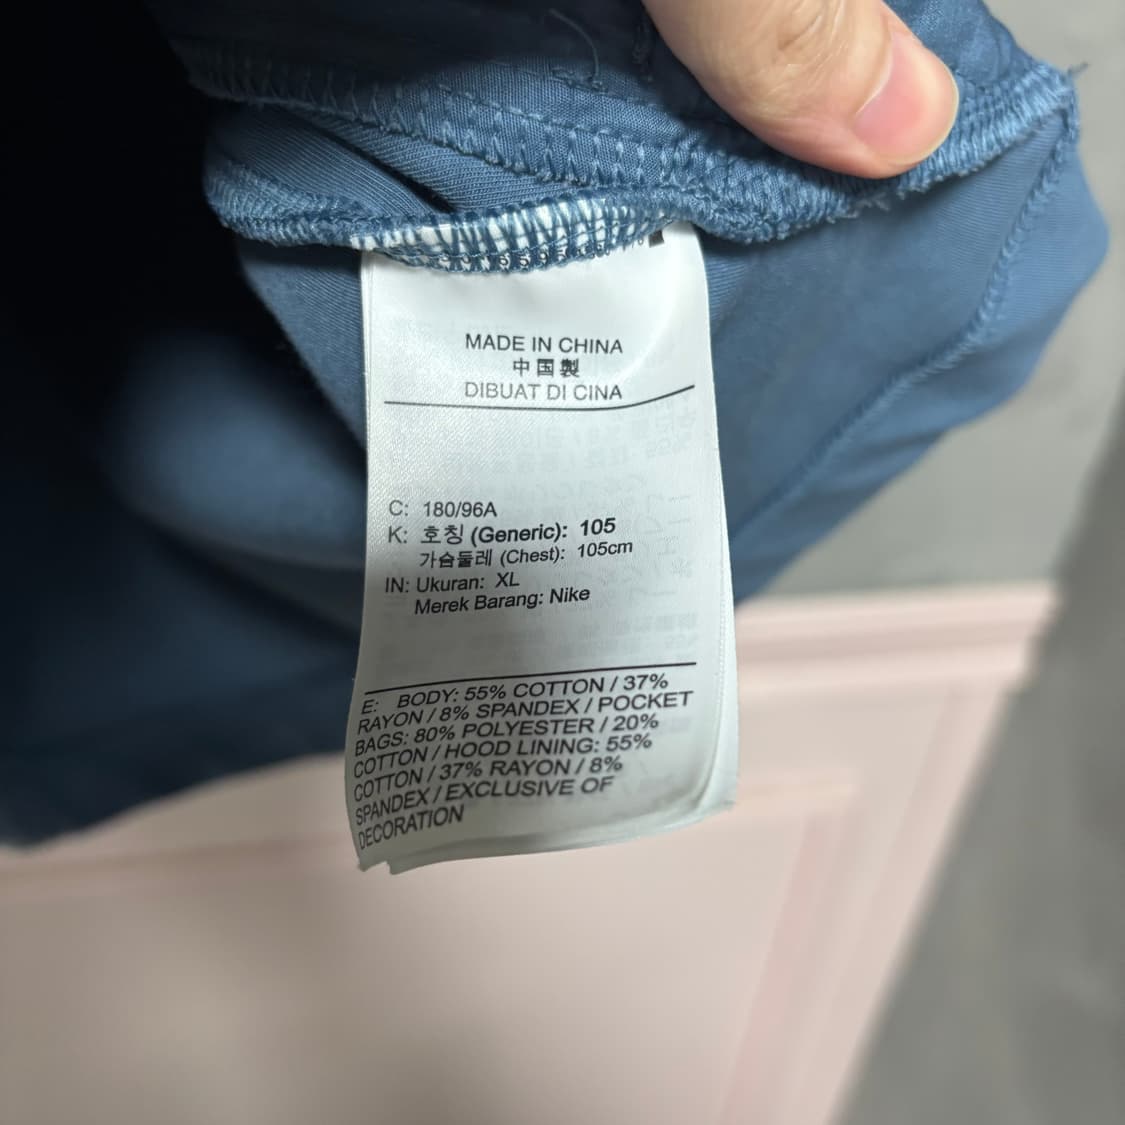 MADE IN CHINA
中国製
DIBUAT DI CINA
C: 180/96A
K: 호칭 (Generic): 105
가슴둘레 (Chest): 105cm
IN: Ukuran: XL
Merek Barang: Nike
E: BODY: 55% COTTON / 37%
RAYON / 8% SPANDEX / POCKET
BAGS: 80% POLYESTER / 20%
COTTON / HOOD LINING: 55%
COTTON / 37% RAYON / 8%
SPANDEX / EXCLUSIVE OF
DECORATION